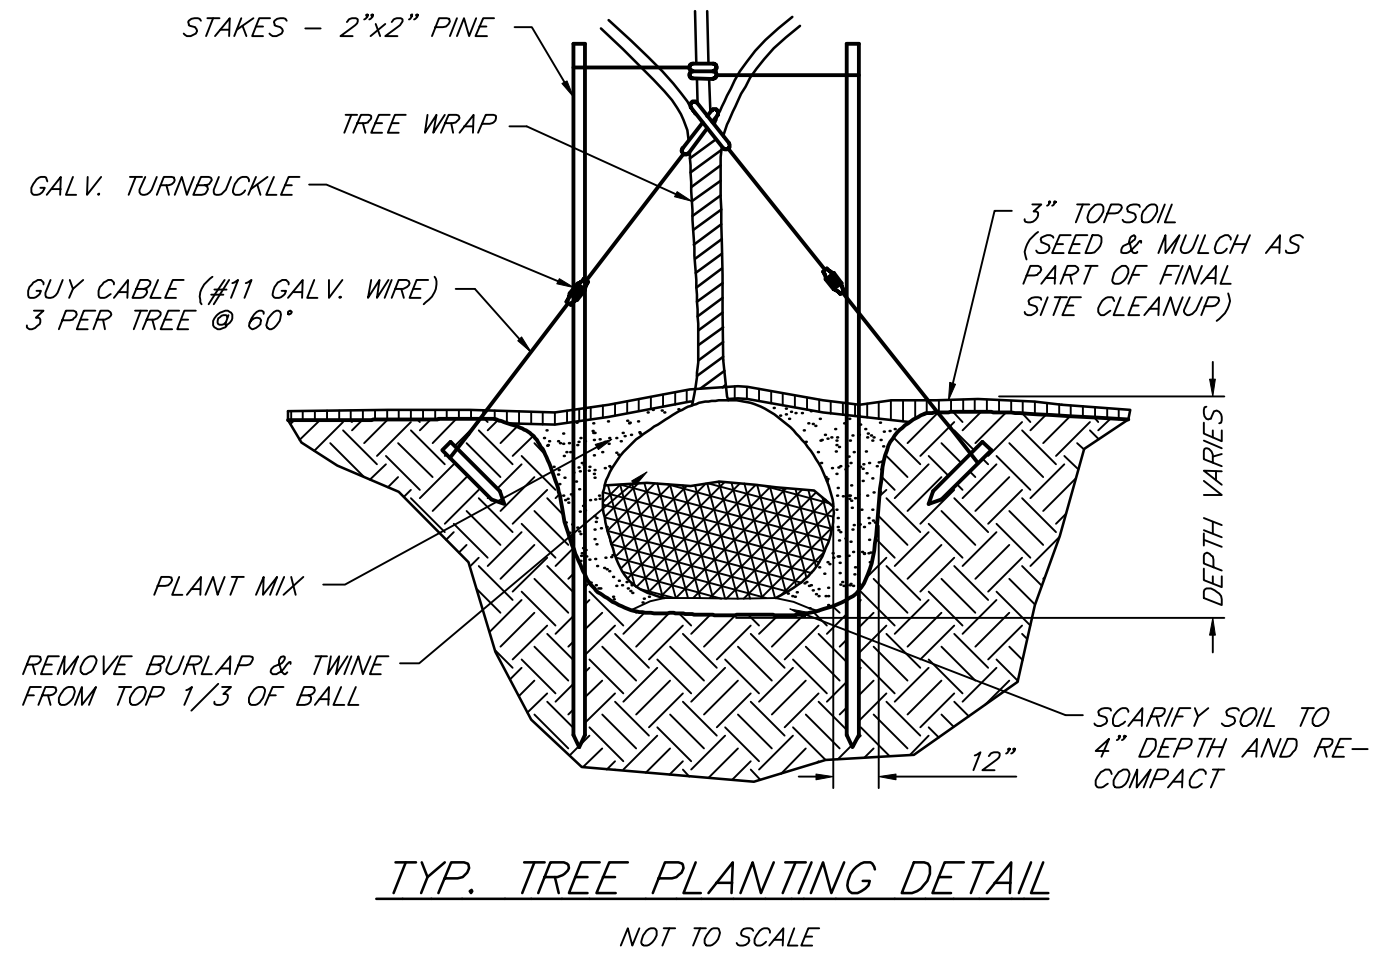 STAKES – 2”x2” PINE
TREE WRAP
GALV. TURNBUCKLE
GUY CABLE (#11 GALV. WIRE)
3 PER TREE @ 60°
3” TOPSOIL
(SEED & MULCH AS
PART OF FINAL
SITE CLEANUP)
DEPTH VARIES
PLANT MIX
REMOVE BURLAP & TWINE
FROM TOP 1/3 OF BALL
SCARIFY SOIL TO
4” DEPTH AND RE-
COMPACT
12”
TYP. TREE PLANTING DETAIL
NOT TO SCALE